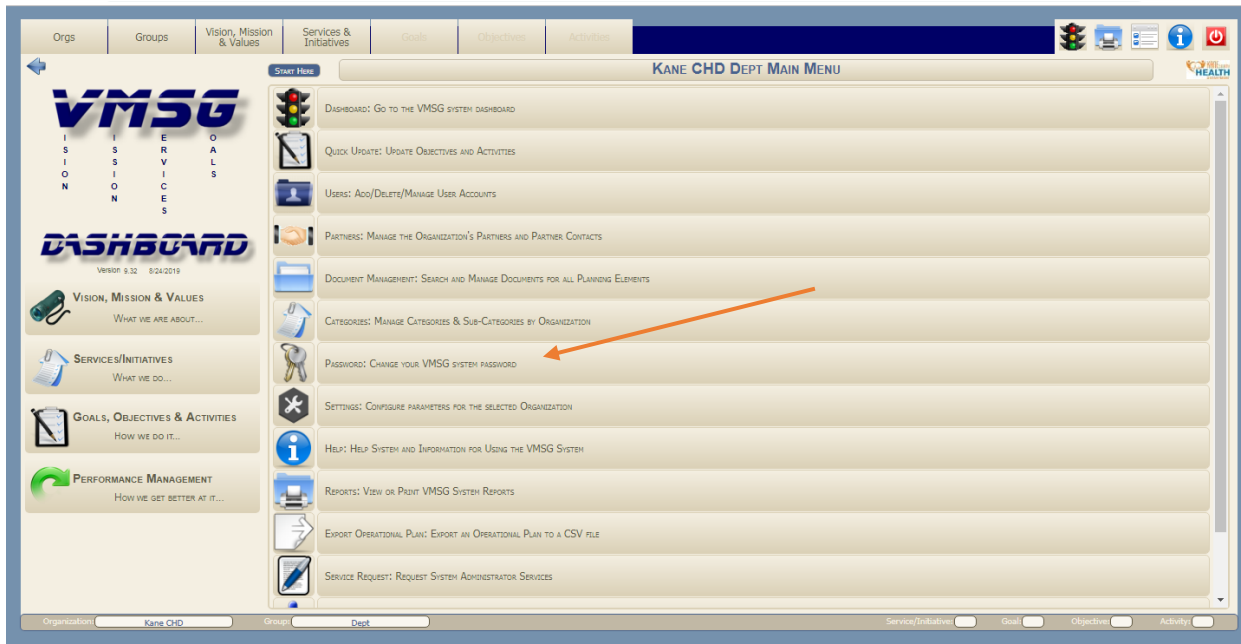 Orgs
Groups
Vision, Mission
& Values
Services &
Initiatives
Goals
Objectives
Activities
START HERE
KANE CHD DEPT MAIN MENU
KANE
HEALTH
VMSG
VISION
MISSION
SERVICES
GOALS
DASHBOARD
Version 9.32 8/24/2019
VISION, MISSION & VALUES
WHAT WE ARE ABOUT...
SERVICES/INITIATIVES
WHAT WE DO...
GOALS, OBJECTIVES & ACTIVITIES
HOW WE DO IT...
PERFORMANCE MANAGEMENT
HOW WE GET BETTER AT IT...
DASHBOARD: GO TO THE VMSG SYSTEM DASHBOARD
QUICK UPDATE: UPDATE OBJECTIVES AND ACTIVITIES
USERS: ADD/DELETE/MANAGE USER ACCOUNTS
PARTNERS: MANAGE THE ORGANIZATION'S PARTNERS AND PARTNER CONTACTS
DOCUMENT MANAGEMENT: SEARCH AND MANAGE DOCUMENTS FOR ALL PLANNING ELEMENTS
CATEGORIES: MANAGE CATEGORIES & SUB-CATEGORIES BY ORGANIZATION
PASSWORD: CHANGE YOUR VMSG SYSTEM PASSWORD
SETTINGS: CONFIGURE PARAMETERS FOR THE SELECTED ORGANIZATION
HELP: HELP SYSTEM AND INFORMATION FOR USING THE VMSG SYSTEM
REPORTS: VIEW OR PRINT VMSG SYSTEM REPORTS
EXPORT OPERATIONAL PLAN: EXPORT AN OPERATIONAL PLAN TO A CSV FILE
SERVICE REQUEST: REQUEST SYSTEM ADMINISTRATOR SERVICES
Organization: Kane CHD Group: Dept Service/Initiative: Goal: Objective: Activity: